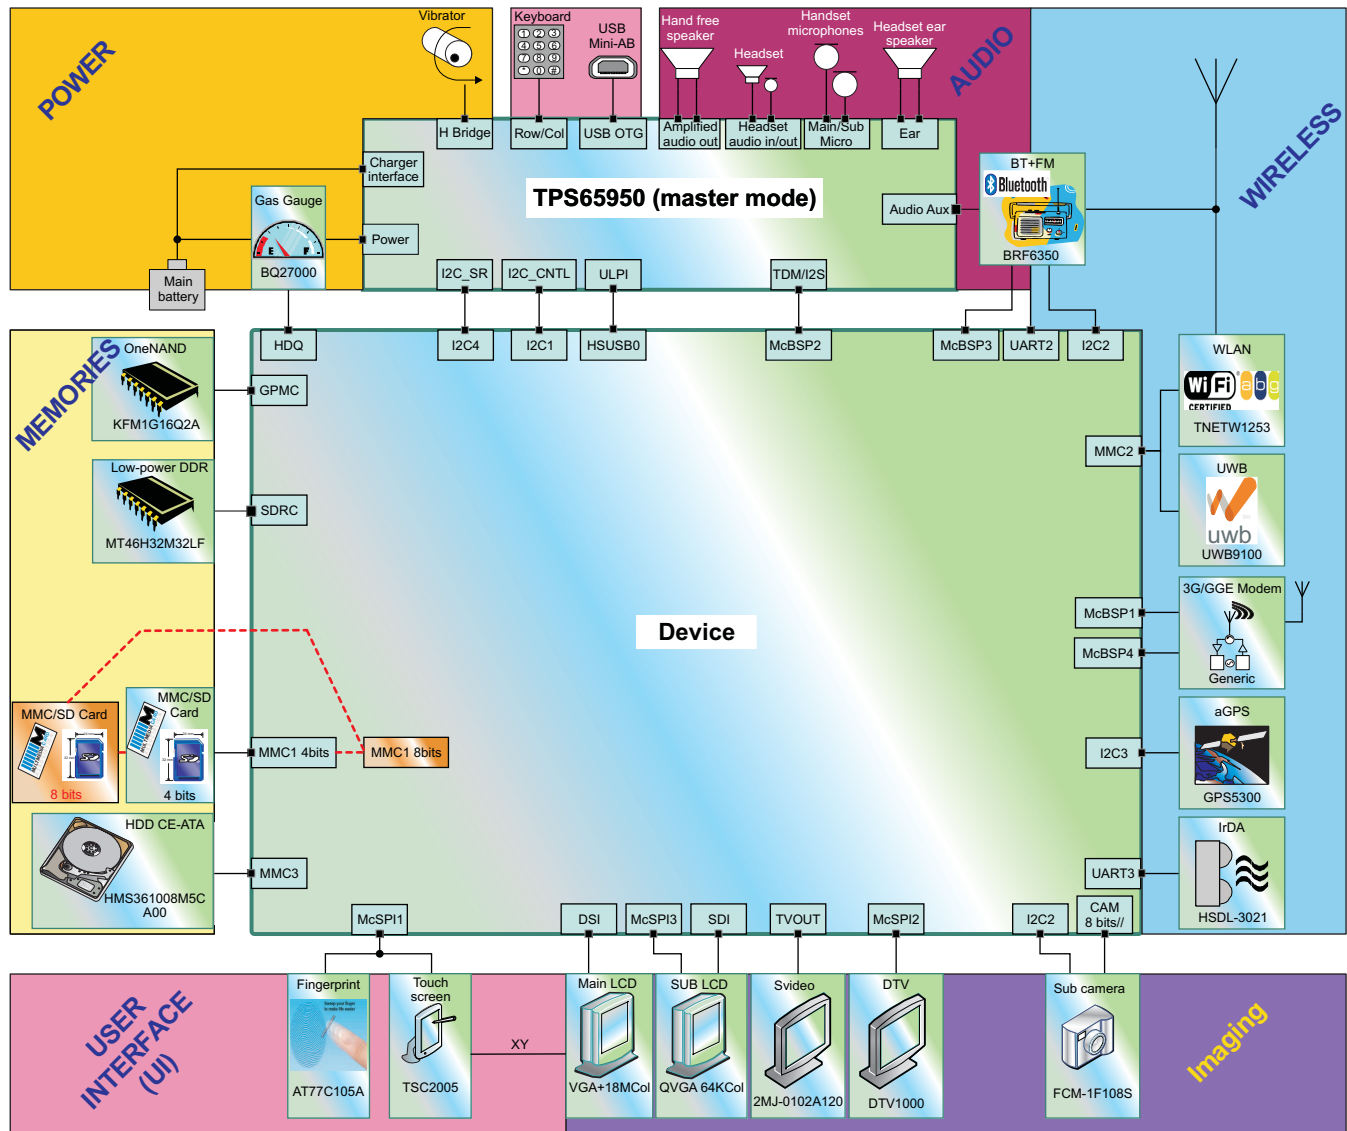 POWER
Vibrator
Keyboard
USB
Mini-AB
Hand free
speaker
Headset
Handset
microphones
Headset ear
speaker
AUDIO
WIRELESS
H Bridge
Row/Col
USB OTG
Amplified
audio out
Headset
audio in/out
Main/Sub
Micro
Ear
Charger
interface
TPS65950 (master mode)
Audio Aux
BT+FM
Bluetooth
BRF6350
Gas Gauge
E F
BQ27000
Power
Main
battery
I2C_SR
I2C_CNTL
ULPI
TDM/I2S
HDQ
I2C4
I2C1
HSUSB0
McBSP2
McBSP3
UART2
I2C2
MEMORIES
OneNAND
KFM1G16Q2A
GPMC
Low-power DDR
MT46H32M32LF
SDRC
WLAN
Wi Fi
abg
CERTIFIED
TNETW1253
MMC2
UWB
uwb
UWB9100
Device
McBSP1
McBSP4
3G/GGE Modem
Generic
MMC/SD Card
8 bits
MMC/SD
Card
4 bits
MMC1 4bits
MMC1 8bits
I2C3
aGPS
GPS5300
HDD CE-ATA
HMS361008M5C
A00
MMC3
UART3
IrDA
HSDL-3021
McSPI1
DSI
McSPI3
SDI
TVOUT
McSPI2
I2C2
CAM
8 bits//
USER
INTERFACE
(UI)
Fingerprint
AT77C105A
Touch
screen
TSC2005
XY
Main LCD
VGA+18MCol
SUB LCD
QVGA 64KCol
Svideo
2MJ-0102A120
DTV
DTV1000
Sub camera
FCM-1F108S
Imaging